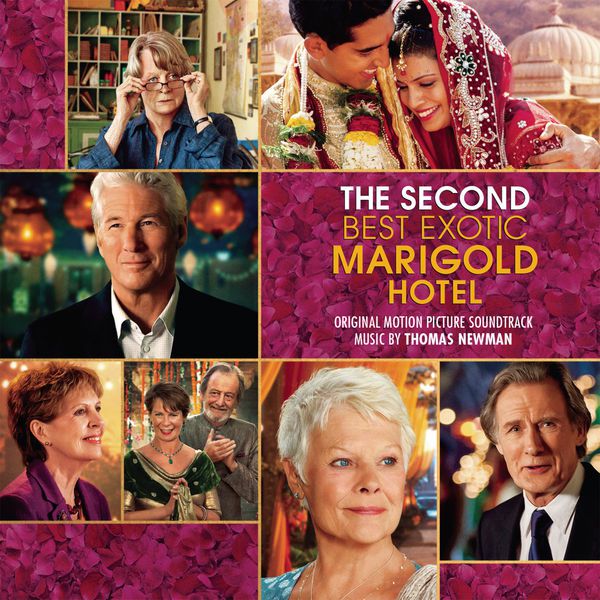 THE SECOND
BEST EXOTIC
MARIGOLD
HOTEL
ORIGINAL MOTION PICTURE SOUNDTRACK
MUSIC BY THOMAS NEWMAN